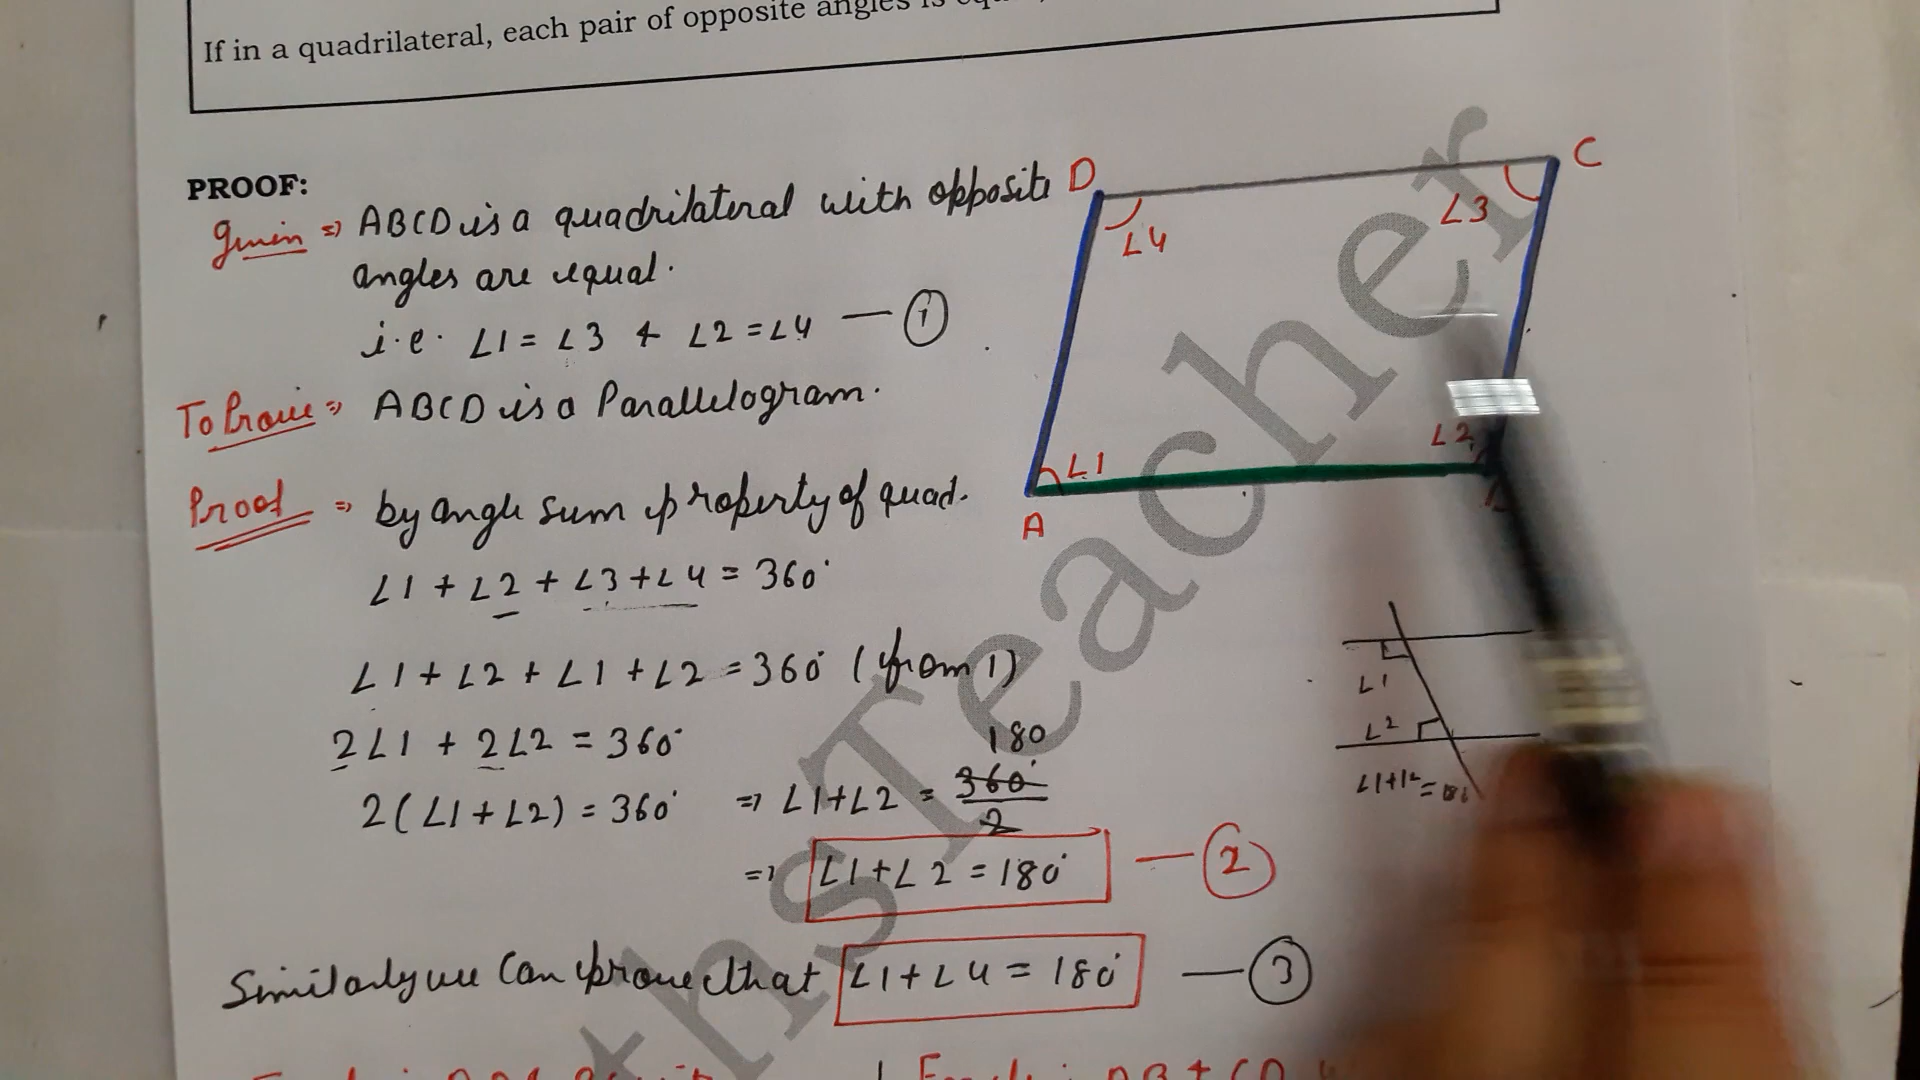 If in a quadrilateral, each pair of opposite angles is
PROOF:
Given ⇒ ABCD is a quadrilateral with opposite
angles are equal.
i.e. ∠1 = ∠3 & ∠2 = ∠4 — ①
To Prove ⇒ ABCD is a Parallelogram.
Proof ⇒ by angle sum property of quad.
∠1 + ∠2 + ∠3 + ∠4 = 360°
∠1 + ∠2 + ∠1 + ∠2 = 360° (from 1)
2∠1 + 2∠2 = 360°
2(∠1 + ∠2) = 360° ⇒ ∠1 + ∠2 = 360°/2 180
⇒ ∠1 + ∠2 = 180° — ②
Similarly we can prove that ∠1 + ∠4 = 180° — ③
D
C
∠4
∠3
∠1
∠2
A
∠1
∠2
∠1+∠2 =
Teacher